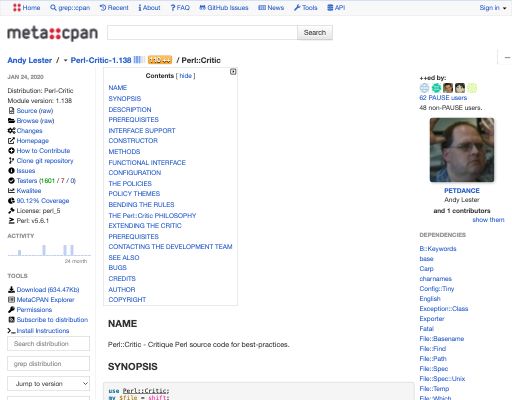 Home grep::cpan Recent About FAQ GitHub Issues News Tools API Sign in
meta::cpan
Search
Andy Lester / Perl-Critic-1.138 / Perl::Critic
JAN 24, 2020
Distribution: Perl-Critic
Module version: 1.138
Source (raw)
Browse (raw)
Changes
Homepage
How to Contribute
Clone git repository
Issues
Testers (1601 / 7 / 0)
Kwalitee
90.12% Coverage
License: perl_5
Perl: v5.6.1
ACTIVITY
24 month
TOOLS
Download (634.47Kb)
MetaCPAN Explorer
Permissions
Subscribe to distribution
Install Instructions
Search distribution
grep distribution
Jump to version
Contents [ hide ]
NAME
SYNOPSIS
DESCRIPTION
PREREQUISITES
INTERFACE SUPPORT
CONSTRUCTOR
METHODS
FUNCTIONAL INTERFACE
CONFIGURATION
THE POLICIES
POLICY THEMES
BENDING THE RULES
THE Perl::Critic PHILOSOPHY
EXTENDING THE CRITIC
PREREQUISITES
CONTACTING THE DEVELOPMENT TEAM
SEE ALSO
BUGS
CREDITS
AUTHOR
COPYRIGHT
NAME
Perl::Critic - Critique Perl source code for best-practices.
SYNOPSIS
use Perl::Critic;
my $file = shift;
++ed by:
62 PAUSE users
48 non-PAUSE users.
PETDANCE
Andy Lester
and 1 contributors
show them
DEPENDENCIES
B::Keywords
base
Carp
charnames
Config::Tiny
English
Exception::Class
Exporter
Fatal
File::Basename
File::Find
File::Path
File::Spec
File::Spec::Unix
File::Temp
File::Which